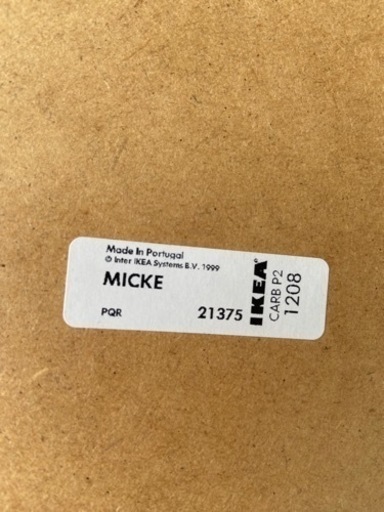 Made In Portugal
© Inter IKEA Systems B.V. 1999
MICKE
PQR 21375
IKEA
CARB P2
1208